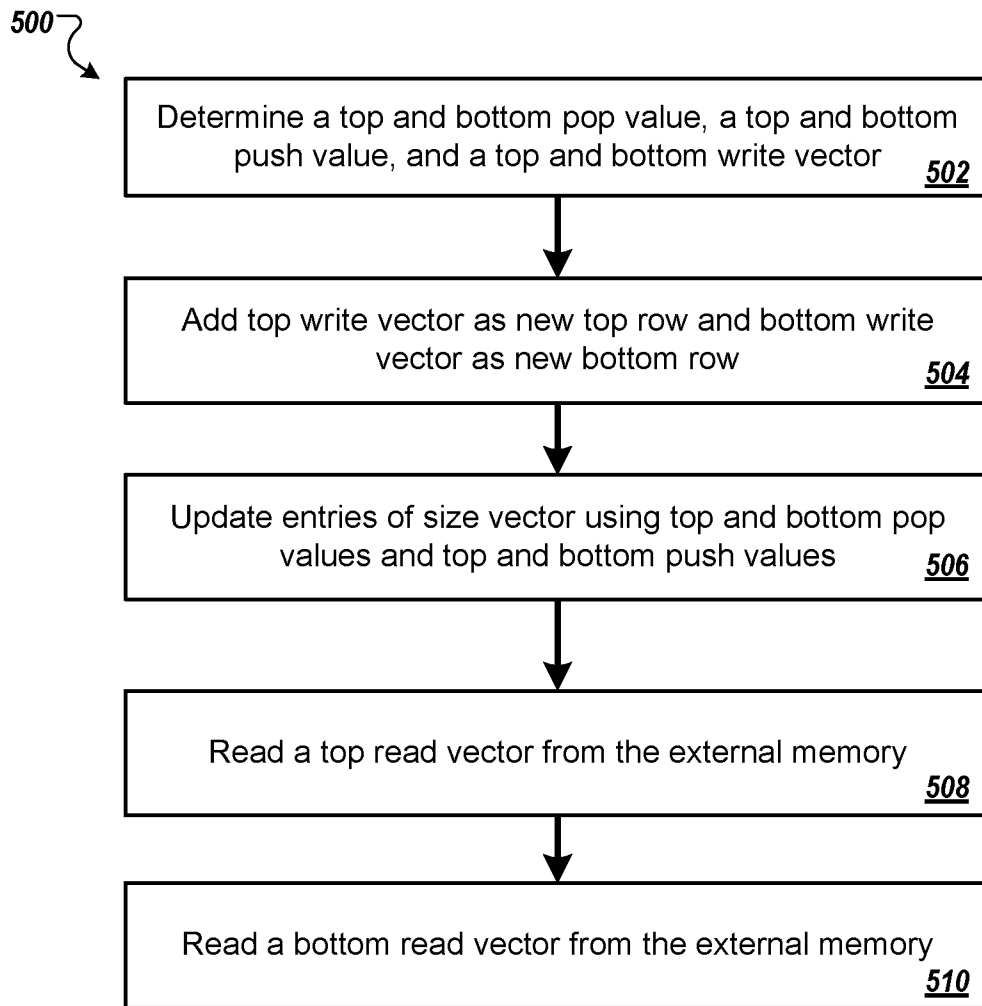 500
Determine a top and bottom pop value, a top and bottom
push value, and a top and bottom write vector
502
Add top write vector as new top row and bottom write
vector as new bottom row
504
Update entries of size vector using top and bottom pop
values and top and bottom push values
506
Read a top read vector from the external memory
508
Read a bottom read vector from the external memory
510